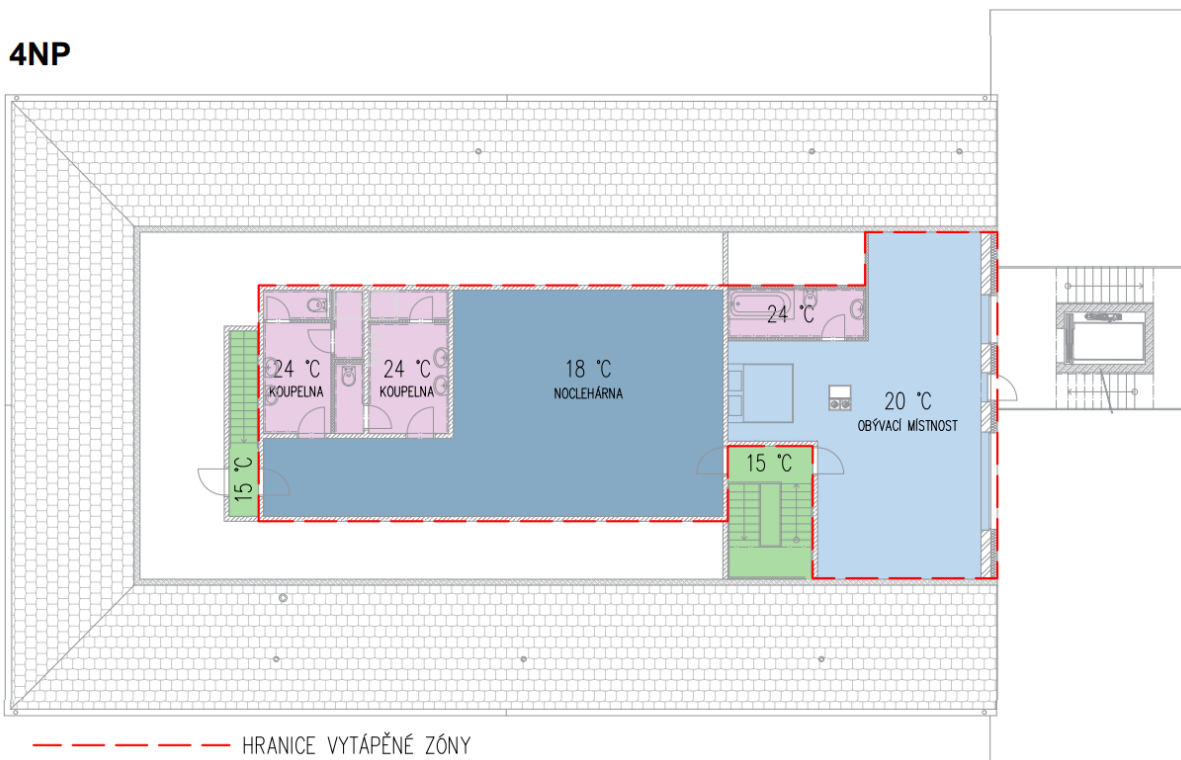 4NP
24 °C
24 °C
KOUPELNA
24 °C
KOUPELNA
18 °C
NOCLEHÁRNA
20 °C
OBÝVACÍ MÍSTNOST
15 °C
15 °C
HRANICE VYTÁPĚNÉ ZÓNY